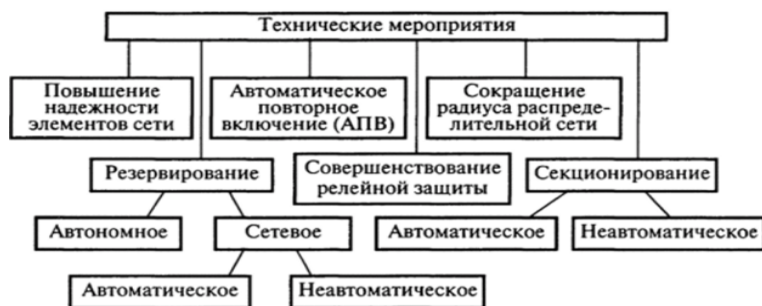 Технические мероприятия
Повышение
надежности
элементов сети
Автоматическое
повторное
включение (АПВ)
Сокращение
радиуса распреде-
лительной сети
Резервирование
Совершенствование
релейной защиты
Секционирование
Автономное
Сетевое
Автоматическое
Неавтоматическое
Автоматическое
Неавтоматическое